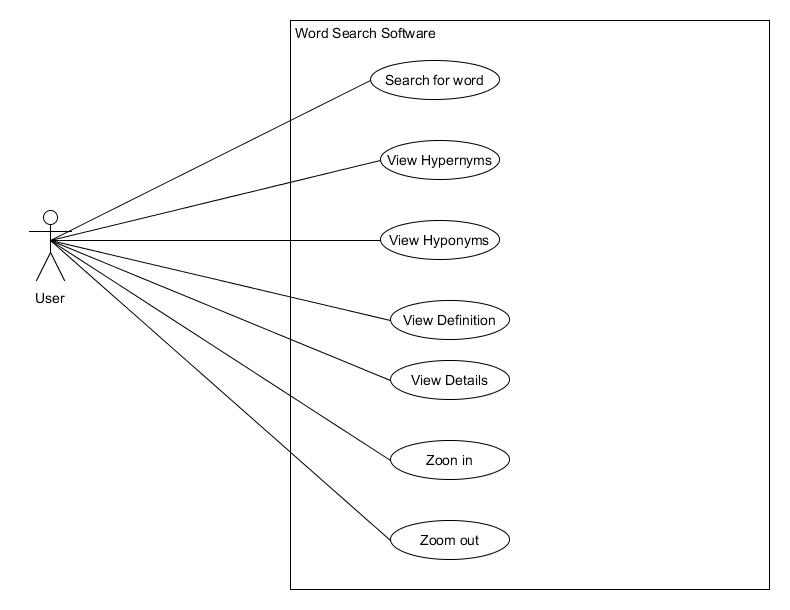 Word Search Software
Search for word
View Hypernyms
View Hyponyms
User
View Definition
View Details
Zoon in
Zoom out